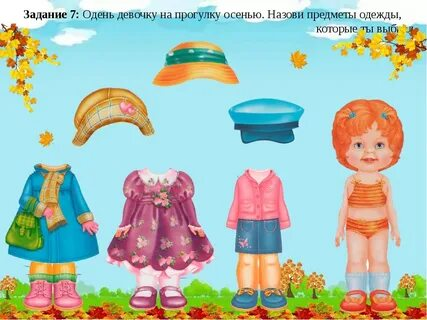 Задание 7: Одень девочку на прогулку осенью. Назови предметы одежды,
которые ты